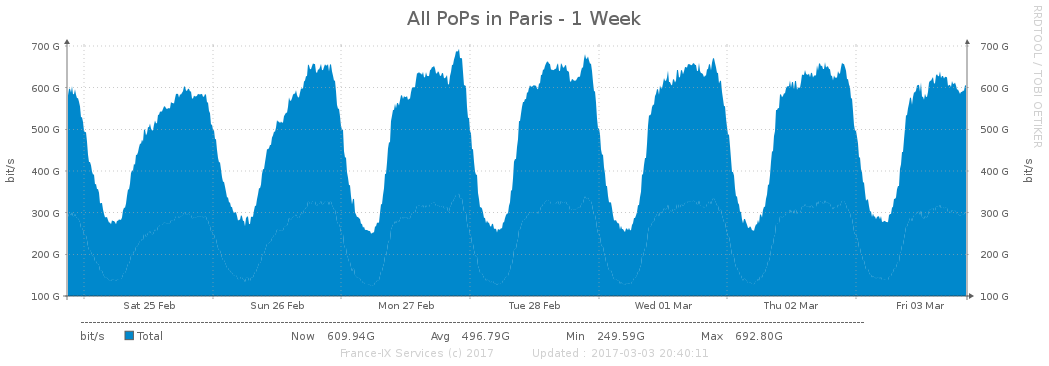 All PoPs in Paris - 1 Week
RRDTOOL / TOBI OETIKER
700 G 700 G
600 G 600 G
500 G 500 G
400 G 400 G
300 G 300 G
200 G 200 G
100 G 100 G
bit/s
bit/s
Sat 25 Feb Sun 26 Feb Mon 27 Feb Tue 28 Feb Wed 01 Mar Thu 02 Mar Fri 03 Mar
bit/s Total Now 609.94G Avg 496.79G Min 249.59G Max 692.80G
France-IX Services (c) 2017 Updated : 2017-03-03 20:40:11